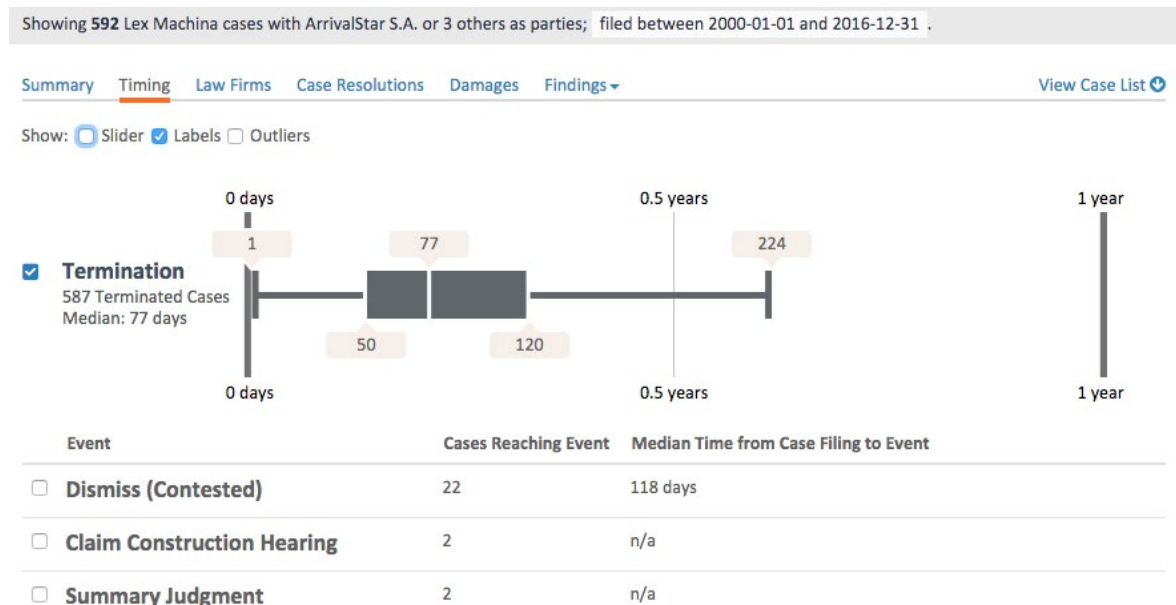 Showing 592 Lex Machina cases with ArrivalStar S.A. or 3 others as parties; filed between 2000-01-01 and 2016-12-31 .
Summary Timing Law Firms Case Resolutions Damages Findings View Case List
Show: Slider Labels Outliers
0 days 0.5 years 1 year
1 77 224
Termination
587 Terminated Cases
Median: 77 days
50 120
0 days 0.5 years 1 year
Event Cases Reaching Event Median Time from Case Filing to Event
Dismiss (Contested) 22 118 days
Claim Construction Hearing 2 n/a
Summary Judgment 2 n/a